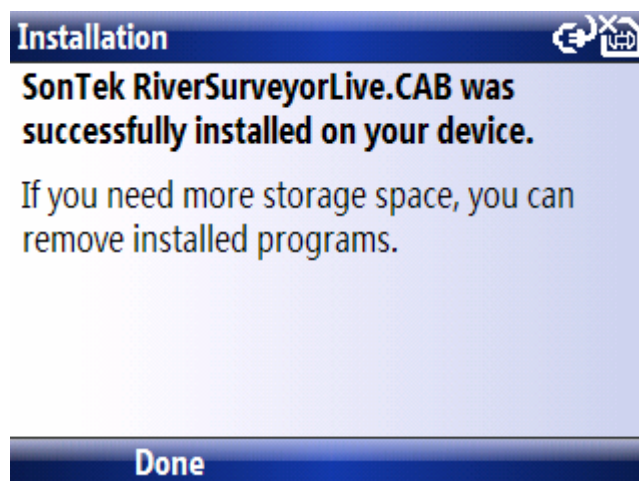 Installation
SonTek RiverSurveyorLive.CAB was
successfully installed on your device.
If you need more storage space, you can
remove installed programs.
Done